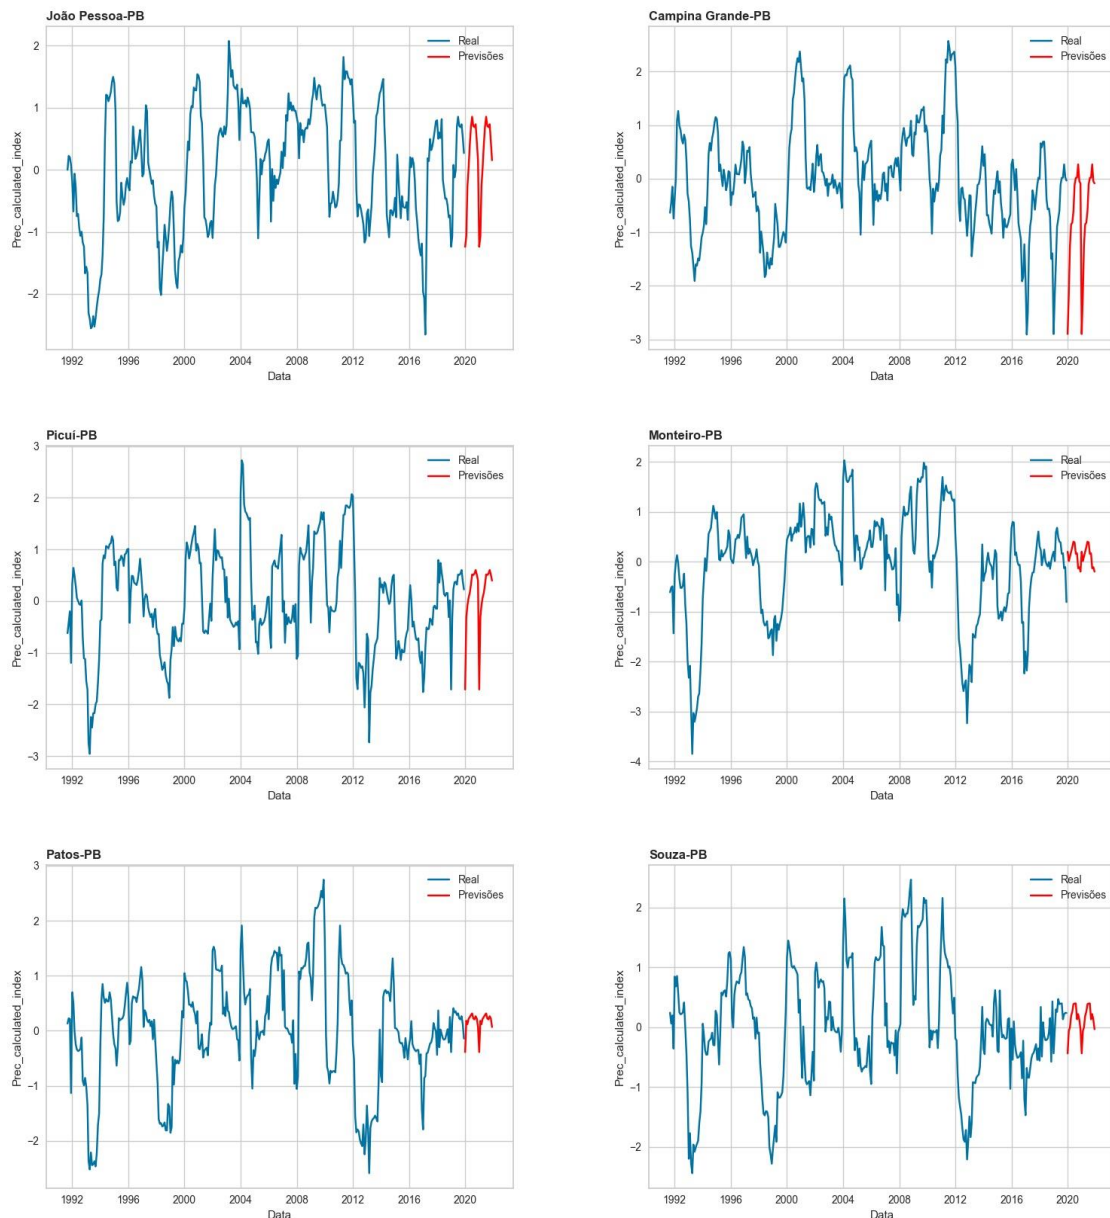 João Pessoa-PB
Real
Previsões
2
1
0
−1
−2
Prec_calculated_index
1992 1996 2000 2004 2008 2012 2016 2020
Data
Campina Grande-PB
Real
Previsões
2
1
0
−1
−2
−3
Prec_calculated_index
1992 1996 2000 2004 2008 2012 2016 2020
Data
Picuí-PB
Real
Previsões
3
2
1
0
−1
−2
−3
Prec_calculated_index
1992 1996 2000 2004 2008 2012 2016 2020
Data
Monteiro-PB
Real
Previsões
2
1
0
−1
−2
−3
−4
Prec_calculated_index
1992 1996 2000 2004 2008 2012 2016 2020
Data
Patos-PB
Real
Previsões
3
2
1
0
−1
−2
Prec_calculated_index
1992 1996 2000 2004 2008 2012 2016 2020
Data
Souza-PB
Real
Previsões
2
1
0
−1
−2
Prec_calculated_index
1992 1996 2000 2004 2008 2012 2016 2020
Data